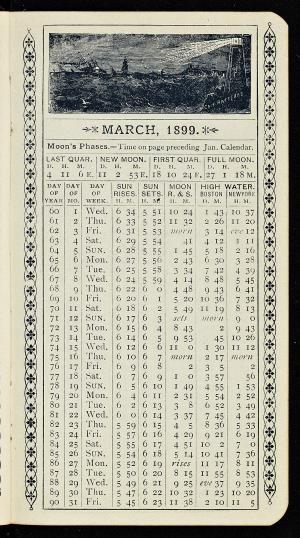 MARCH, 1899.
Moon's Phases.—Time on page preceding Jan. Calendar.
LAST QUAR. NEW MOON. FIRST QUAR. FULL MOON.
D. H. M. D. H. M. D. H. M. D. H. M.
4 11 6 E. 11 2 53 E. 18 10 24 E. 27 1 18 M.
DAY DAY DAY SUN SUN MOON HIGH WATER.
OF OF OF RISES. SETS. R. & S. BOSTON NEW YORK
YEAR MO. WEEK. H. M. H. M. H. M. H. M. H. M.
60 1 Wed. 6 34 5 51 10 24 1 43 10 37
61 2 Thu. 6 33 5 52 11 32 2 26 11 20
62 3 Fri. 6 31 5 53 morn 3 14 eve 12
63 4 Sat. 6 29 5 54 41 4 12 1 11
64 5 SUN. 6 28 5 55 1 45 5 18 2 16
65 6 Mon. 6 27 5 56 2 43 6 30 3 28
66 7 Tues. 6 25 5 58 3 34 7 42 4 39
67 8 Wed. 6 24 5 59 4 14 8 48 5 45
68 9 Thu. 6 22 6 0 4 48 9 43 6 41
69 10 Fri. 6 20 6 1 5 20 10 36 7 32
70 11 Sat. 6 18 6 2 5 49 11 19 8 13
71 12 SUN. 6 17 6 3 sets morn 9 0
72 13 Mon. 6 15 6 4 8 43 2 9 43
73 14 Tue. 6 14 6 5 9 53 45 10 26
74 15 Wed. 6 12 6 6 11 0 1 30 11 12
75 16 Thu. 6 10 6 7 morn 2 17 morn
76 17 Fri. 6 9 6 8 2 3 5 2
77 18 Sat. 6 7 6 9 1 0 3 57 56
78 19 SUN. 6 5 6 10 1 49 4 55 1 53
79 20 Mon. 6 4 6 11 2 31 5 54 2 52
80 21 Tue. 6 2 6 13 3 8 6 52 3 49
81 22 Wed. 6 0 6 14 3 37 7 45 4 42
82 23 Thu. 5 59 6 15 4 5 8 36 5 33
83 24 Fri. 5 57 6 16 4 29 9 21 6 19
84 25 Sat. 5 55 6 17 4 51 10 2 7 0
85 26 SUN. 5 54 6 18 5 14 10 41 7 36
86 27 Mon. 5 52 6 19 rises 11 17 8 11
87 28 Tue. 5 50 6 20 8 15 11 55 8 53
88 29 Wed. 5 49 6 21 9 25 eve 37 9 35
89 30 Thu. 5 47 6 22 10 32 1 23 10 20
90 31 Fri. 5 45 6 23 11 38 2 10 11 5